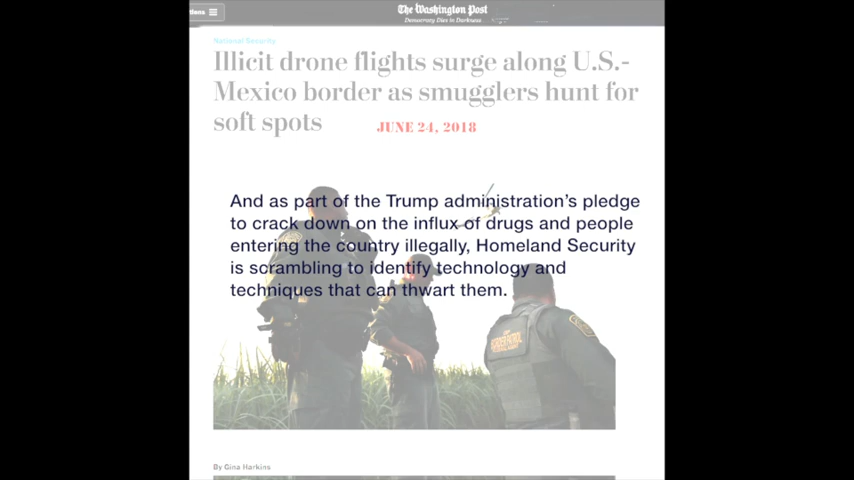 The Washington Post
Democracy Dies in Darkness
National Security
Illicit drone flights surge along U.S.-
Mexico border as smugglers hunt for
soft spots
JUNE 24, 2018
And as part of the Trump administration's pledge
to crack down on the influx of drugs and people
entering the country illegally, Homeland Security
is scrambling to identify technology and
techniques that can thwart them.
BORDER PATROL
By Gina Harkins